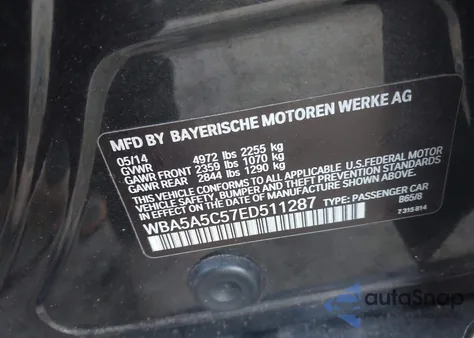 MFD BY BAYERISCHE MOTOREN WERKE AG
05/14
GVWR 4972 lbs 2255 kg
GAWR FRONT 2359 lbs 1070 kg
GAWR REAR 2844 lbs 1290 kg
THIS VEHICLE CONFORMS TO ALL APPLICABLE U.S. FEDERAL MOTOR
VEHICLE SAFETY, BUMPER, AND THEFT PREVENTION STANDARDS
IN EFFECT ON THE DATE OF MANUFACTURE SHOWN ABOVE.
WBA5A5C57ED511287 TYPE: PASSENGER CAR
B65/8
7 315 814
autoSnap